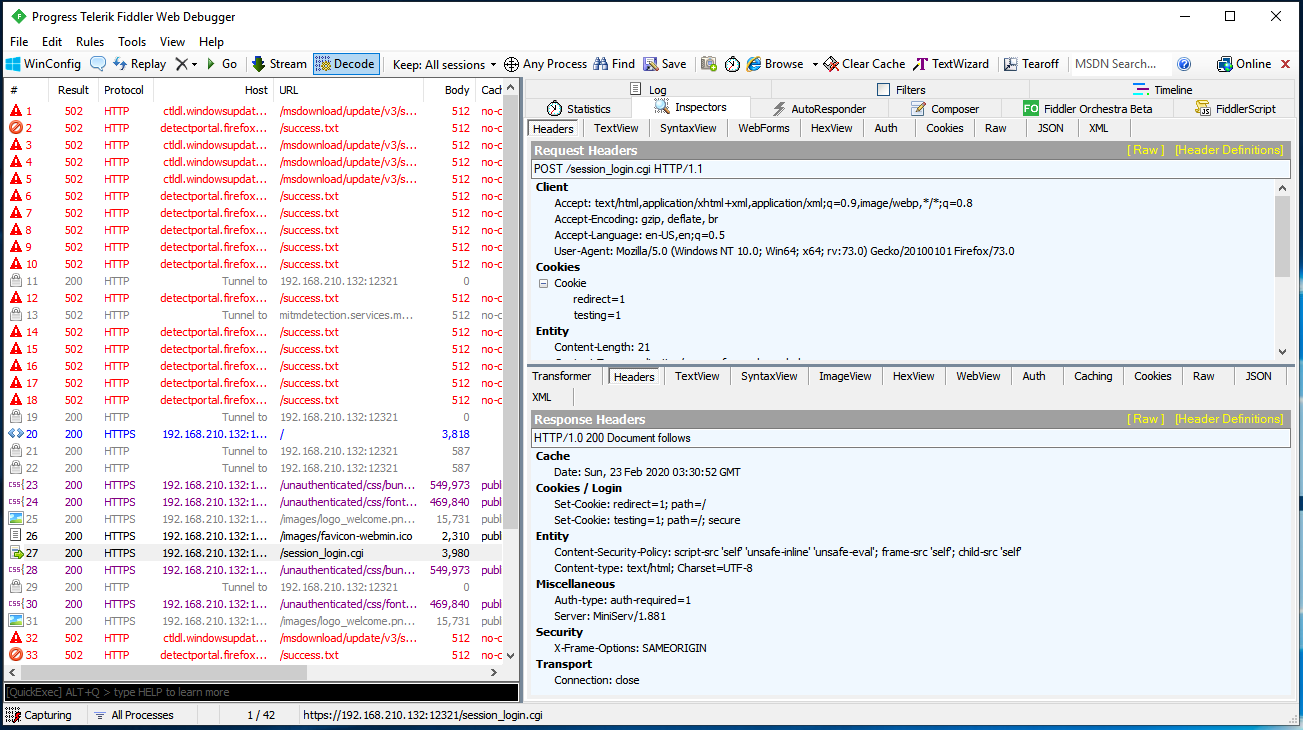 Progress Telerik Fiddler Web Debugger
File Edit Rules Tools View Help
WinConfig Replay Go Stream Decode Keep: All sessions Any Process Find Save Browse Clear Cache TextWizard Tearoff MSDN Search... Online
# Result Protocol Host URL Body Cach
1 502 HTTP ctldl.windowsupdat... /msdownload/update/v3/s... 512 no-c
2 502 HTTP detectportal.firefox... /success.txt 512 no-c
3 502 HTTP ctldl.windowsupdat... /msdownload/update/v3/s... 512 no-c
4 502 HTTP ctldl.windowsupdat... /msdownload/update/v3/s... 512 no-c
5 502 HTTP ctldl.windowsupdat... /msdownload/update/v3/s... 512 no-c
6 502 HTTP detectportal.firefox... /success.txt 512 no-c
7 502 HTTP detectportal.firefox... /success.txt 512 no-c
8 502 HTTP detectportal.firefox... /success.txt 512 no-c
9 502 HTTP detectportal.firefox... /success.txt 512 no-c
10 502 HTTP detectportal.firefox... /success.txt 512 no-c
11 200 HTTP Tunnel to 192.168.210.132:12321 0
12 502 HTTP detectportal.firefox... /success.txt 512 no-c
13 502 HTTP Tunnel to mitmdetection.services.m... 512 no-c
14 502 HTTP detectportal.firefox... /success.txt 512 no-c
15 502 HTTP detectportal.firefox... /success.txt 512 no-c
16 502 HTTP detectportal.firefox... /success.txt 512 no-c
17 502 HTTP detectportal.firefox... /success.txt 512 no-c
18 502 HTTP detectportal.firefox... /success.txt 512 no-c
19 200 HTTP Tunnel to 192.168.210.132:12321 0
20 200 HTTPS 192.168.210.132:1... / 3,818
21 200 HTTP Tunnel to 192.168.210.132:12321 587
22 200 HTTP Tunnel to 192.168.210.132:12321 587
23 200 HTTPS 192.168.210.132:1... /unauthenticated/css/bun... 549,973 publ
24 200 HTTPS 192.168.210.132:1... /unauthenticated/css/font... 469,840 publ
25 200 HTTPS 192.168.210.132:1... /images/logo_welcome.pn... 15,731 publ
26 200 HTTPS 192.168.210.132:1... /images/favicon-webmin.ico 2,310 publ
27 200 HTTPS 192.168.210.132:1... /session_login.cgi 3,980
28 200 HTTPS 192.168.210.132:1... /unauthenticated/css/bun... 549,973 publ
29 200 HTTP Tunnel to 192.168.210.132:12321 0
30 200 HTTPS 192.168.210.132:1... /unauthenticated/css/font... 469,840 publ
31 200 HTTPS 192.168.210.132:1... /images/logo_welcome.pn... 15,731 publ
32 502 HTTP ctldl.windowsupdat... /msdownload/update/v3/s... 512 no-c
33 502 HTTP detectportal.firefox... /success.txt 512 no-c
[QuickExec] ALT+Q > type HELP to learn more
Log Filters Timeline
Statistics Inspectors AutoResponder Composer FO Fiddler Orchestra Beta FiddlerScript
Headers TextView SyntaxView WebForms HexView Auth Cookies Raw JSON XML
Request Headers [ Raw ] [Header Definitions]
POST /session_login.cgi HTTP/1.1
Client
Accept: text/html,application/xhtml+xml,application/xml;q=0.9,image/webp,*/*;q=0.8
Accept-Encoding: gzip, deflate, br
Accept-Language: en-US,en;q=0.5
User-Agent: Mozilla/5.0 (Windows NT 10.0; Win64; x64; rv:73.0) Gecko/20100101 Firefox/73.0
Cookies
Cookie
redirect=1
testing=1
Entity
Content-Length: 21
Transformer Headers TextView SyntaxView ImageView HexView WebView Auth Caching Cookies Raw JSON
XML
Response Headers [ Raw ] [Header Definitions]
HTTP/1.0 200 Document follows
Cache
Date: Sun, 23 Feb 2020 03:30:52 GMT
Cookies / Login
Set-Cookie: redirect=1; path=/
Set-Cookie: testing=1; path=/; secure
Entity
Content-Security-Policy: script-src 'self' 'unsafe-inline' 'unsafe-eval'; frame-src 'self'; child-src 'self'
Content-type: text/html; Charset=UTF-8
Miscellaneous
Auth-type: auth-required=1
Server: MiniServ/1.881
Security
X-Frame-Options: SAMEORIGIN
Transport
Connection: close
Capturing All Processes 1 / 42 https://192.168.210.132:12321/session_login.cgi